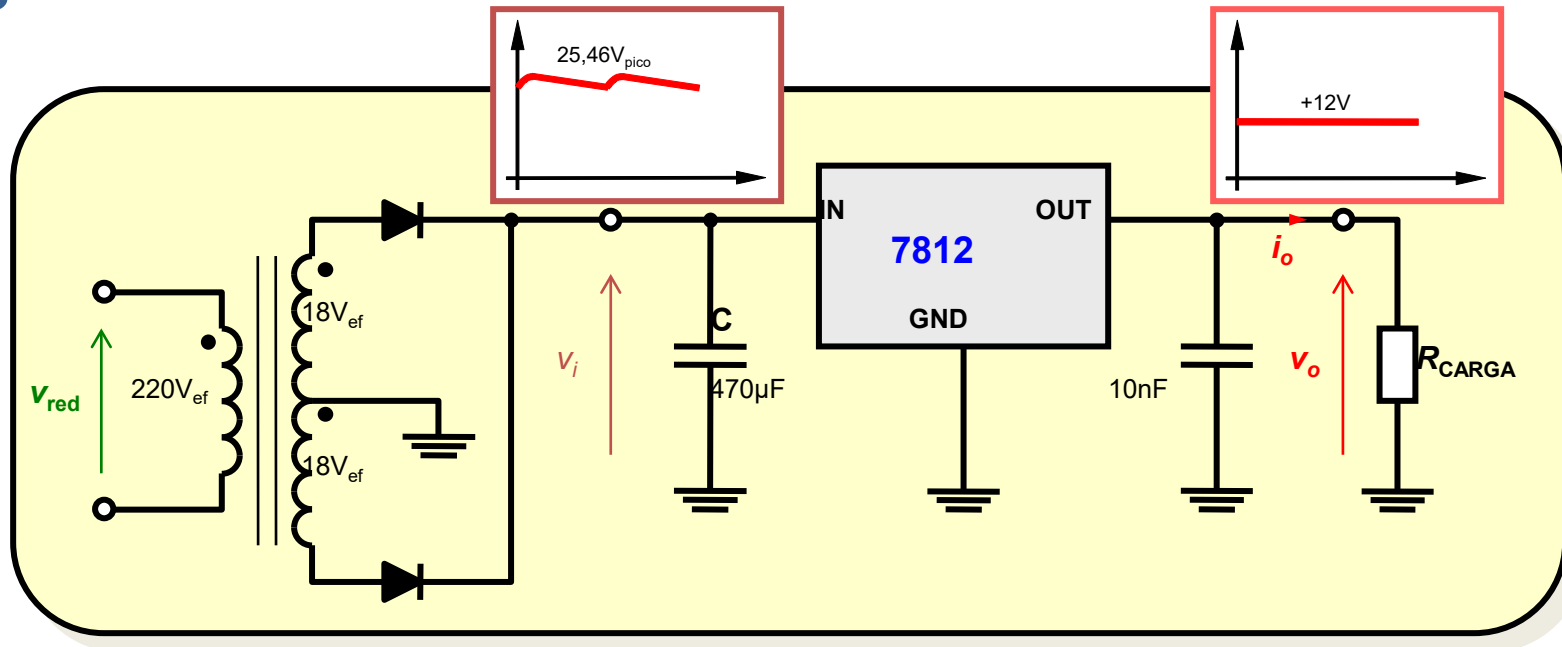 25,46Vpico
+12V
IN
OUT
7812
GND
io
18Vef
C
vi
470µF
10nF
vo
RCARGA
vred
220Vef
18Vef